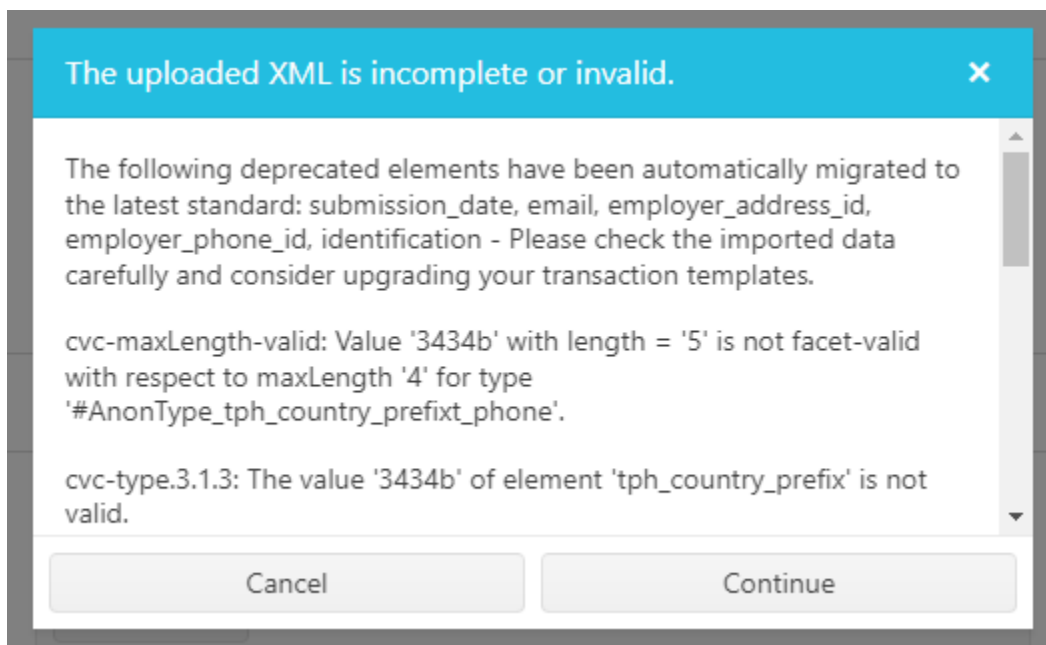 The uploaded XML is incomplete or invalid.
The following deprecated elements have been automatically migrated to
the latest standard: submission_date, email, employer_address_id,
employer_phone_id, identification - Please check the imported data
carefully and consider upgrading your transaction templates.
cvc-maxLength-valid: Value '3434b' with length = '5' is not facet-valid
with respect to maxLength '4' for type
'#AnonType_tph_country_prefixt_phone'.
cvc-type.3.1.3: The value '3434b' of element 'tph_country_prefix' is not
valid.
Cancel
Continue